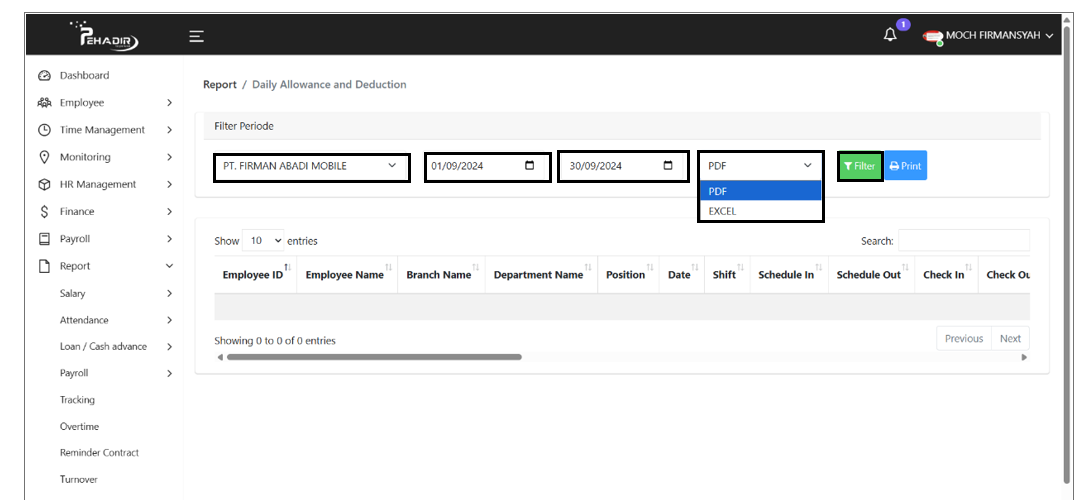 PEHADIR
1
MOCH FIRMANSYAH
Dashboard
Employee
Time Management
Monitoring
HR Management
Finance
Payroll
Report
Salary
Attendance
Loan / Cash advance
Payroll
Tracking
Overtime
Reminder Contract
Turnover
Report / Daily Allowance and Deduction
Filter Periode
PT. FIRMAN ABADI MOBILE 01/09/2024 30/09/2024 PDF Filter Print
PDF
EXCEL
Show 10 entries Search:
Employee ID Employee Name Branch Name Department Name Position Date Shift Schedule In Schedule Out Check In Check Ou
Showing 0 to 0 of 0 entries Previous Next